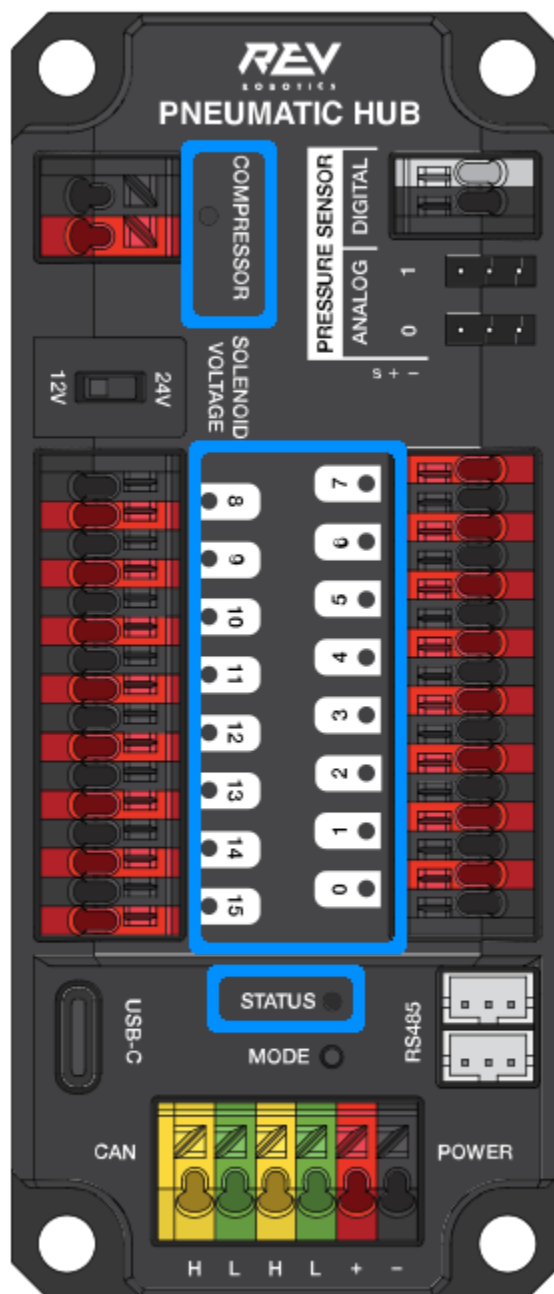 REV
ROBOTICS
PNEUMATIC HUB
COMPRESSOR
PRESSURE SENSOR
DIGITAL
ANALOG
1
0
S + -
12V
24V
SOLENOID
VOLTAGE
7
8
6
9
5
10
4
11
3
12
2
13
1
14
0
15
USB-C
STATUS
MODE
RS485
CAN
POWER
H L H L + -